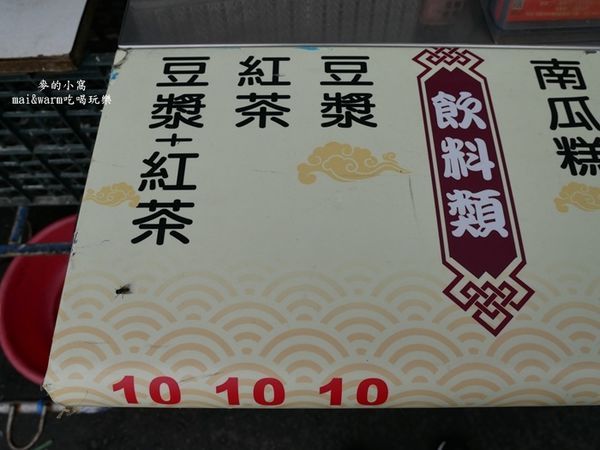 麥的小窩
mai&warm吃喝玩樂
南瓜糕
飲料類
豆漿
10
紅茶
10
豆漿+紅茶
10